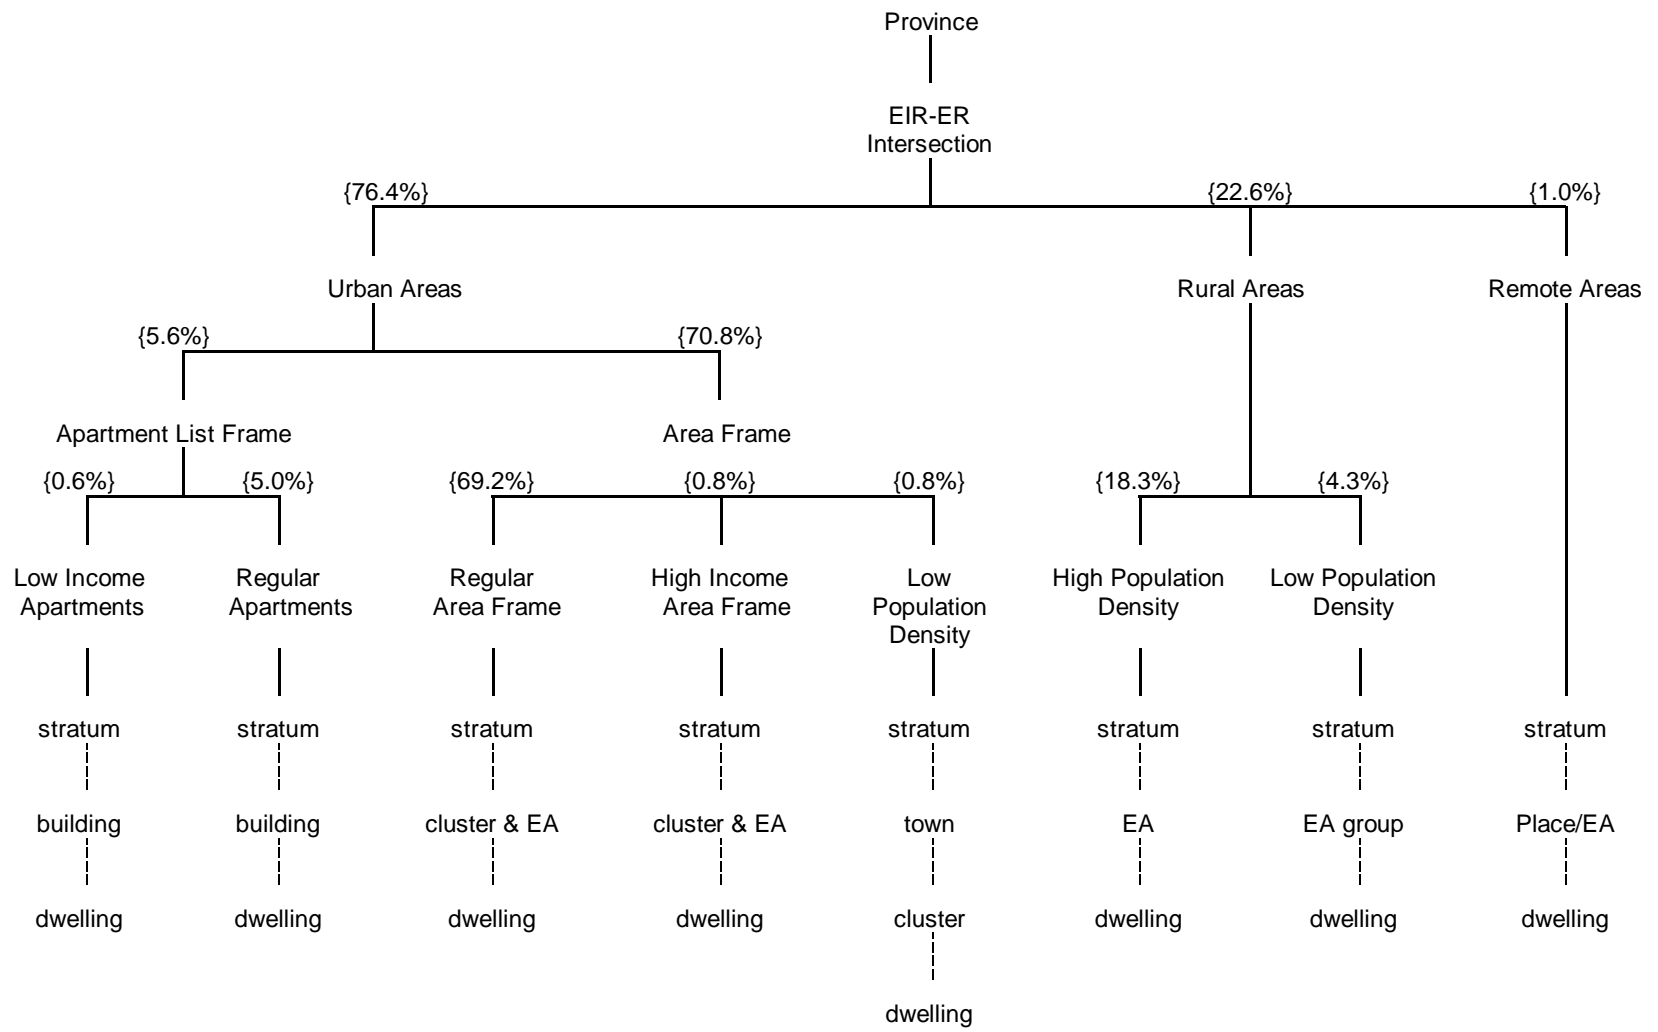 Province
EIR-ER
Intersection
{76.4%} {22.6%} {1.0%}
Urban Areas Rural Areas Remote Areas
{5.6%} {70.8%}
Apartment List Frame Area Frame
{0.6%} {5.0%} {69.2%} {0.8%} {0.8%} {18.3%} {4.3%}
Low Income Regular Regular High Income Low High Population Low Population
Apartments Apartments Area Frame Area Frame Population Density Density
Density
stratum stratum stratum stratum stratum stratum stratum stratum
building building cluster & EA cluster & EA town EA EA group Place/EA
dwelling dwelling dwelling dwelling cluster dwelling dwelling dwelling
dwelling